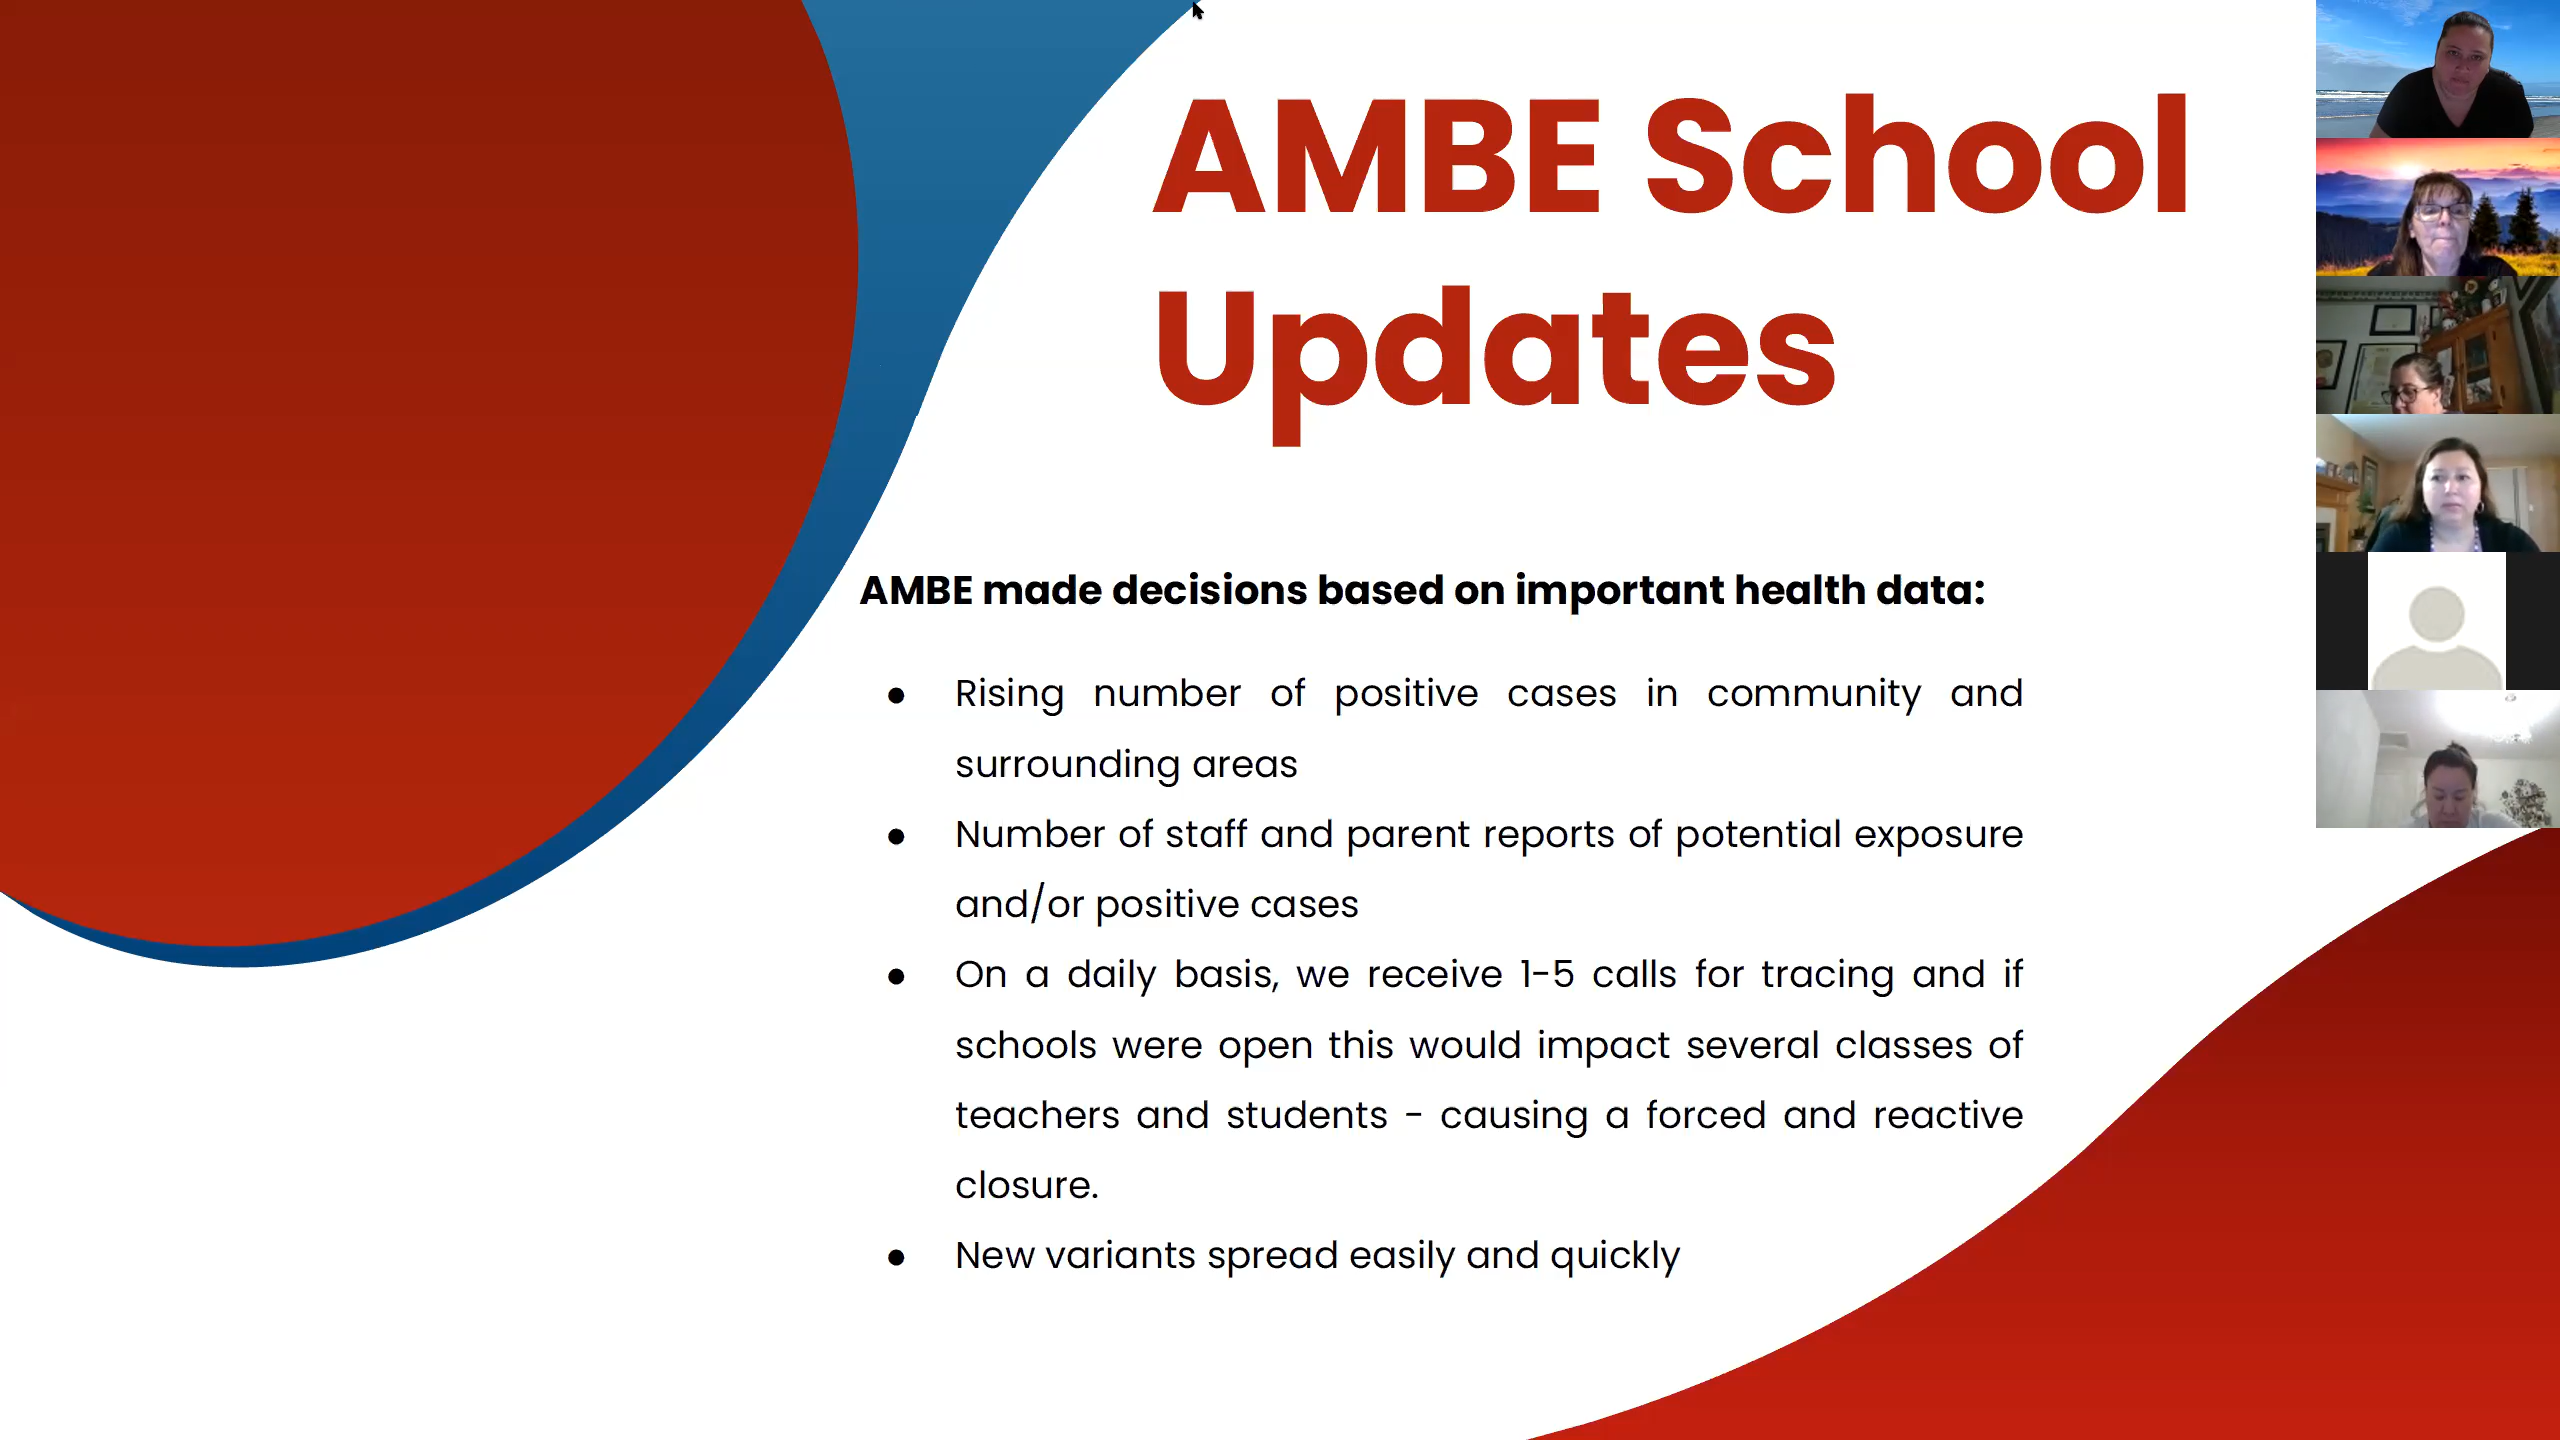 AMBE School
Updates
AMBE made decisions based on important health data:
● Rising number of positive cases in community and
surrounding areas
● Number of staff and parent reports of potential exposure
and/or positive cases
● On a daily basis, we receive 1-5 calls for tracing and if
schools were open this would impact several classes of
teachers and students - causing a forced and reactive
closure.
● New variants spread easily and quickly